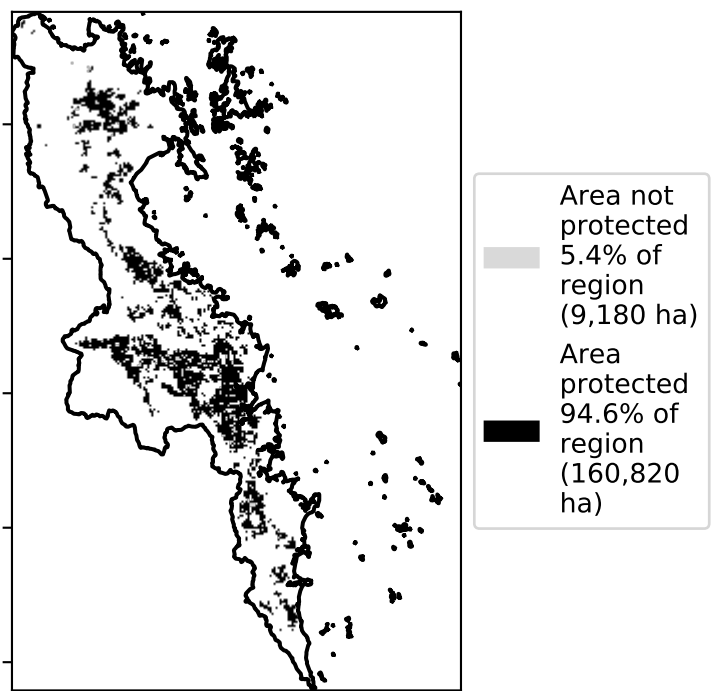 Area not
protected
5.4% of
region
(9,180 ha)
Area
protected
94.6% of
region
(160,820
ha)